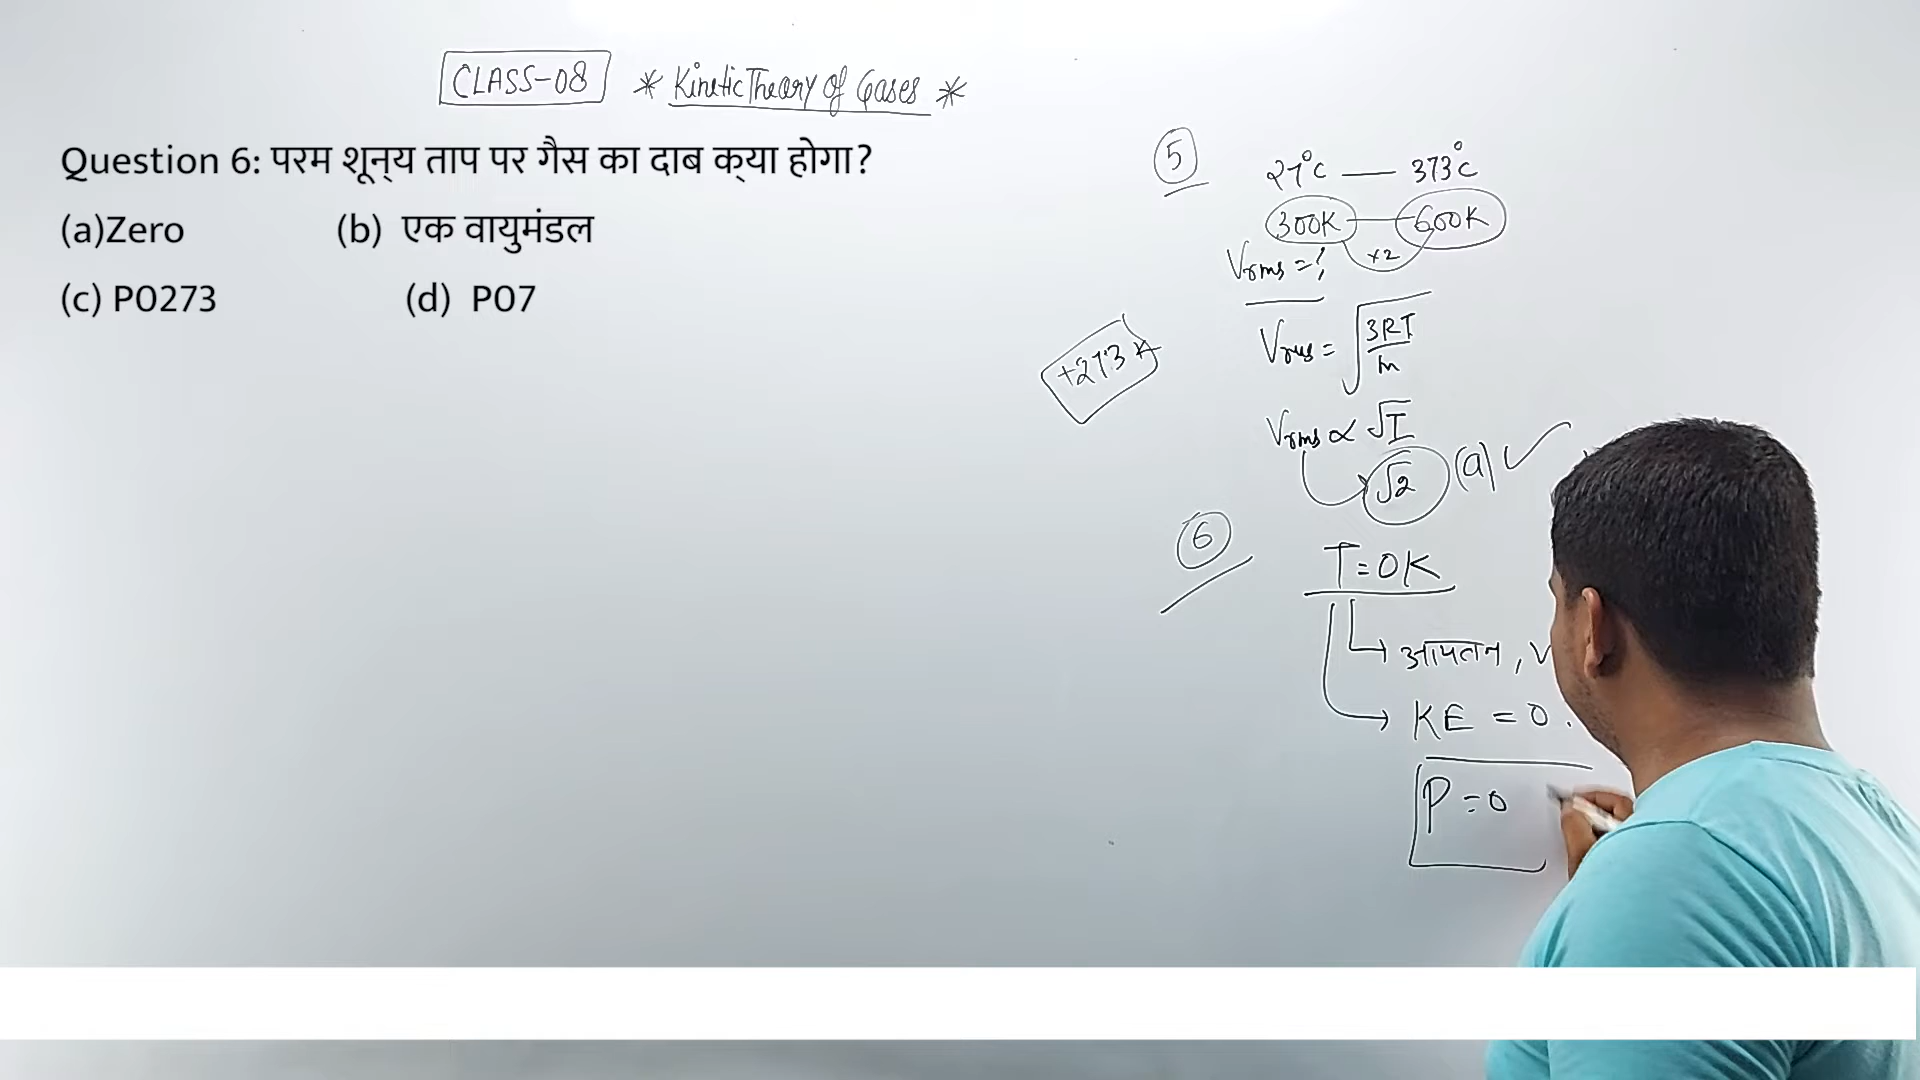 CLASS-08 * Kinetic Theory of Gases *
Question 6: परम शून्य ताप पर गैस का दाब क्या होगा?
(a)Zero (b) एक वायुमंडल
(c) P0273 (d) P07
5
27°C — 373°C
300K — 600K
×2
Vrms = ?
Vrms = √3RT/m
+273K
Vrms ∝ √T
√2 (a) ✓
6
T = 0K
→ आयतन, V
→ KE = 0.
P = 0